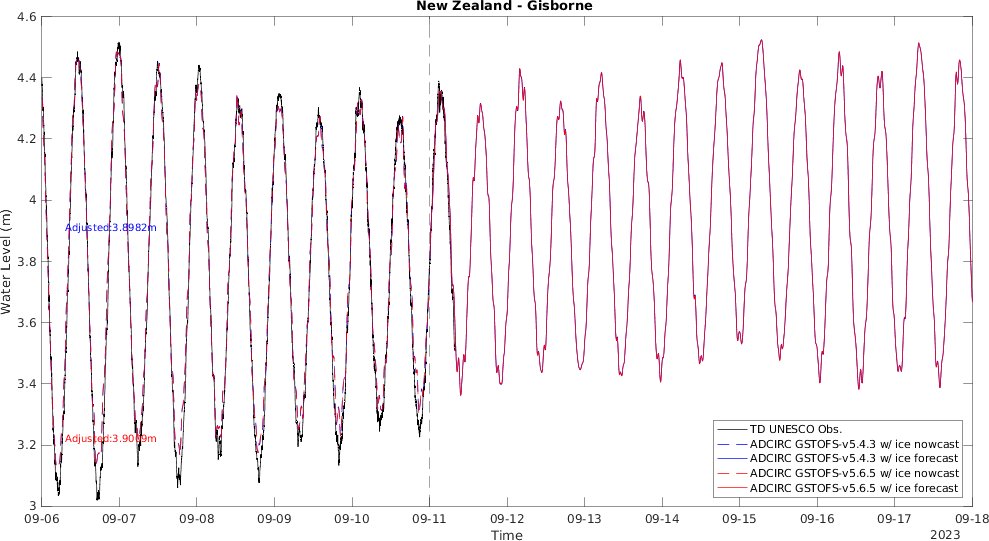 New Zealand - Gisborne
4.6
4.4
4.2
4
3.8
3.6
3.4
3.2
3
Water Level (m)
Adjusted:3.8982m
Adjusted:3.9069m
TD UNESCO Obs.
ADCIRC GSTOFS-v5.4.3 w/ ice nowcast
ADCIRC GSTOFS-v5.4.3 w/ ice forecast
ADCIRC GSTOFS-v5.6.5 w/ ice nowcast
ADCIRC GSTOFS-v5.6.5 w/ ice forecast
09-06 09-07 09-08 09-09 09-10 09-11 09-12 09-13 09-14 09-15 09-16 09-17 09-18
Time
2023